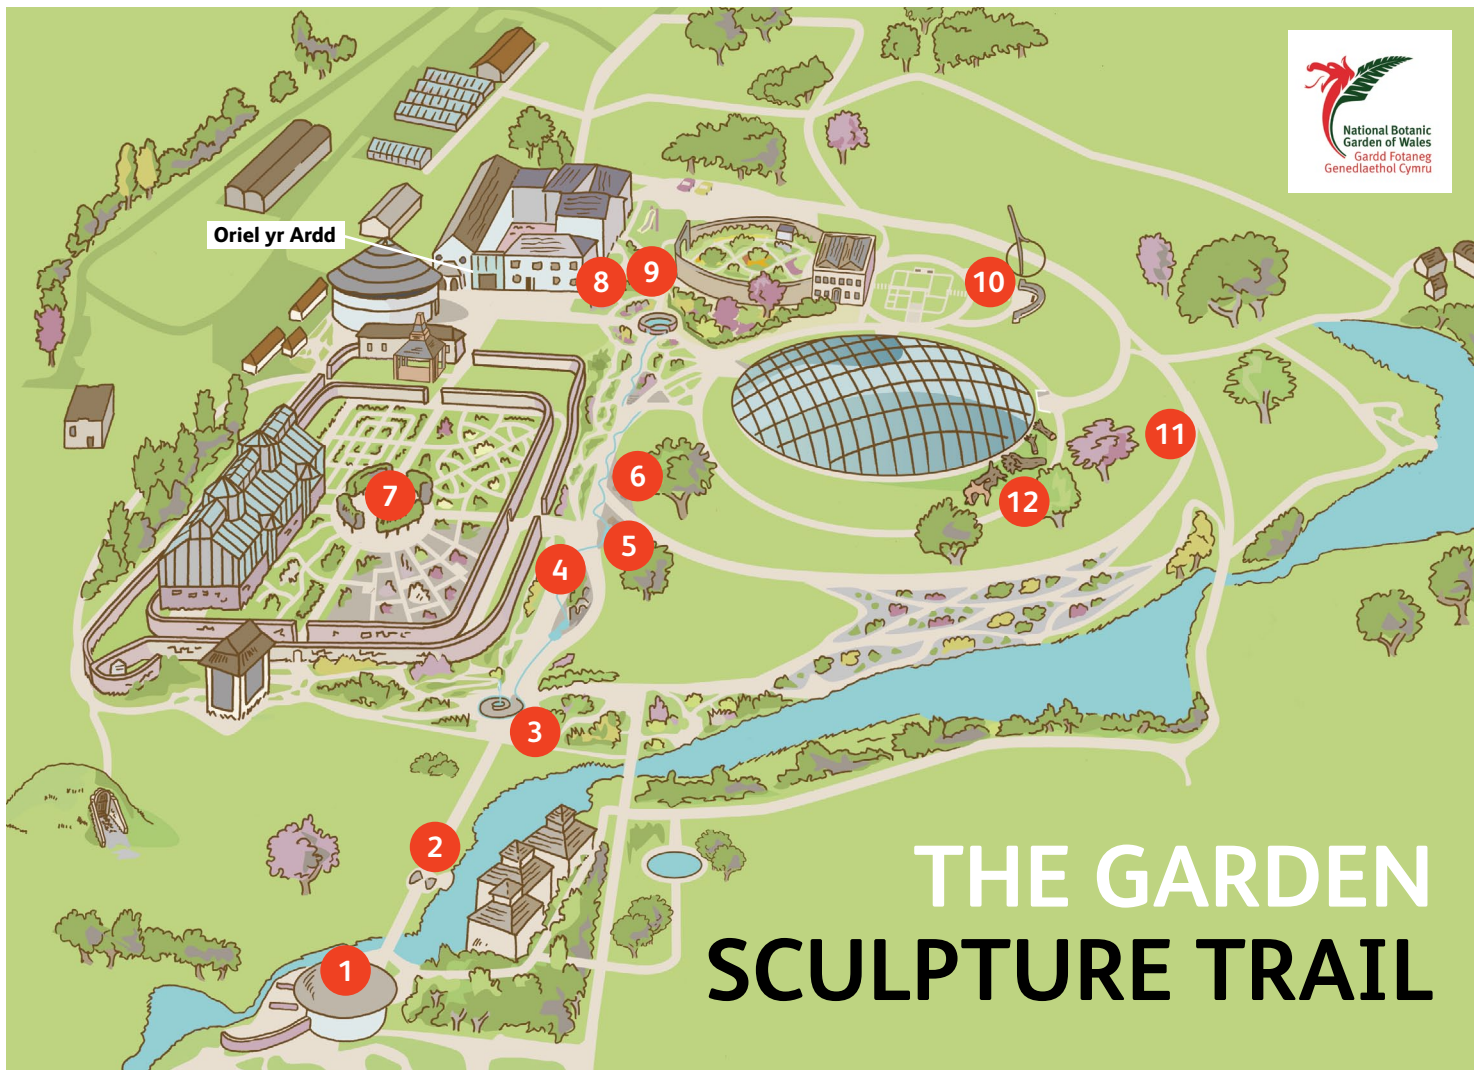 National Botanic
Garden of Wales
Gardd Fotaneg
Genedlaethol Cymru
Oriel yr Ardd
8
9
10
11
6
7
12
5
4
3
2
1
THE GARDEN
SCULPTURE TRAIL